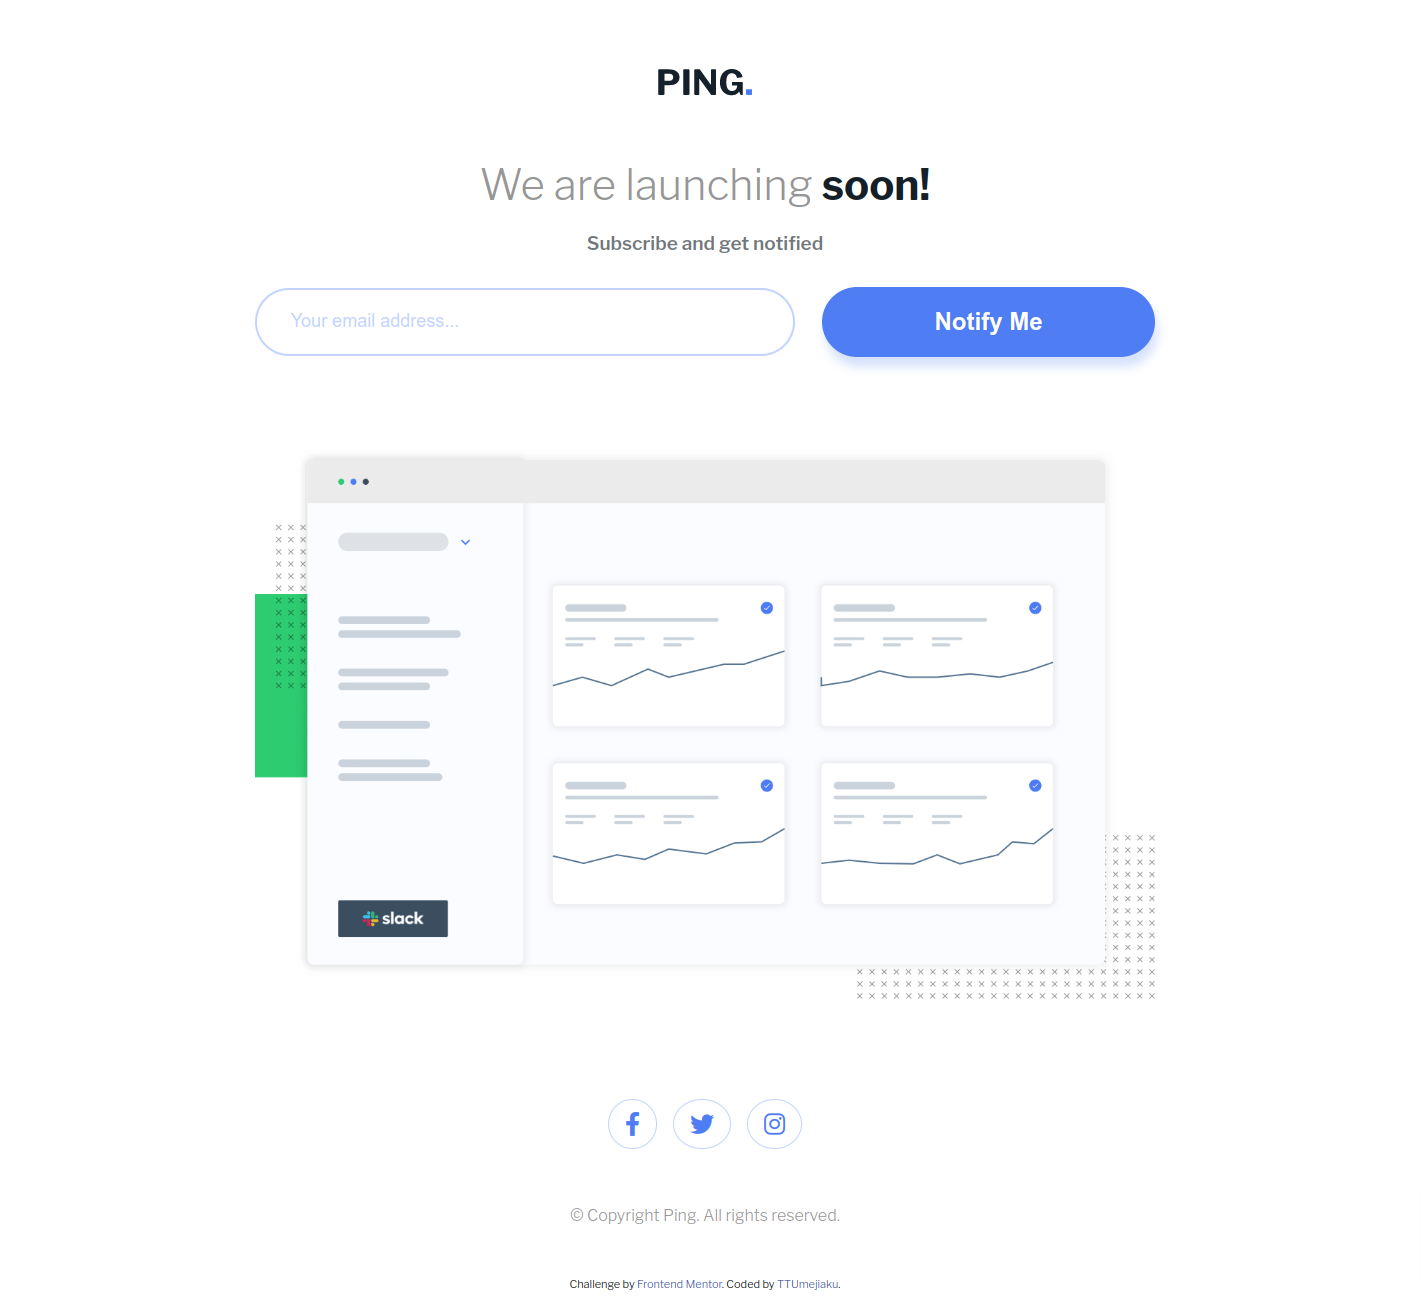 PING.
We are launching soon!
Subscribe and get notified
Your email address...
Notify Me
slack
© Copyright Ping. All rights reserved.
Challenge by Frontend Mentor. Coded by TTUmejiaku.